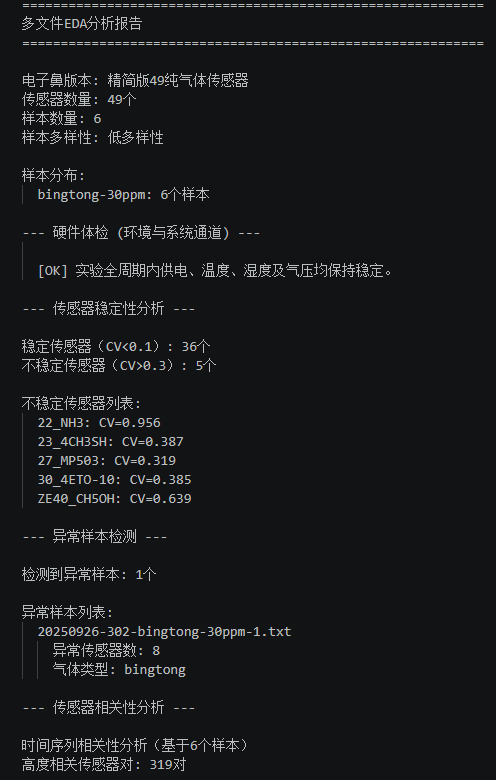 ============================================================
多文件EDA分析报告
============================================================
电子鼻版本: 精简版49纯气体传感器
传感器数量: 49个
样本数量: 6
样本多样性: 低多样性
样本分布:
bingtong-30ppm: 6个样本
--- 硬件体检 (环境与系统通道) ---
[OK] 实验全周期内供电、温度、湿度及气压均保持稳定。
--- 传感器稳定性分析 ---
稳定传感器（CV<0.1）: 36个
不稳定传感器（CV>0.3）: 5个
不稳定传感器列表:
22_NH3: CV=0.956
23_4CH3SH: CV=0.387
27_MP503: CV=0.319
30_4ETO-10: CV=0.385
ZE40_CH5OH: CV=0.639
--- 异常样本检测 ---
检测到异常样本: 1个
异常样本列表:
20250926-302-bingtong-30ppm-1.txt
异常传感器数: 8
气体类型: bingtong
--- 传感器相关性分析 ---
时间序列相关性分析（基于6个样本）
高度相关传感器对: 319对